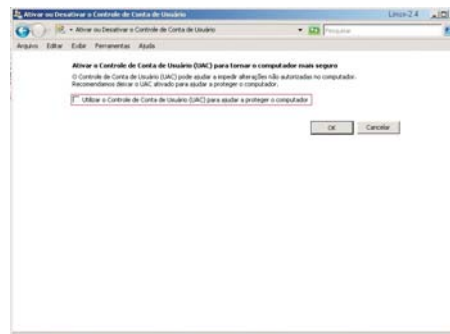 Ativar ou Desativar o Controle de Conta de Usuário
Linux-2.4
Ativar ou Desativar o Controle de Conta de Usuário
Pesquisar
Arquivo Editar Exibir Ferramentas Ajuda
Ativar o Controle de Conta de Usuário (UAC) para tornar o computador mais seguro
O Controle de Conta de Usuário (UAC) pode ajudar a impedir alterações não autorizadas no computador.
Recomendamos deixar o UAC ativado para ajudar a proteger o computador.
Utilizar o Controle de Conta de Usuário (UAC) para ajudar a proteger o computador
OK Cancelar